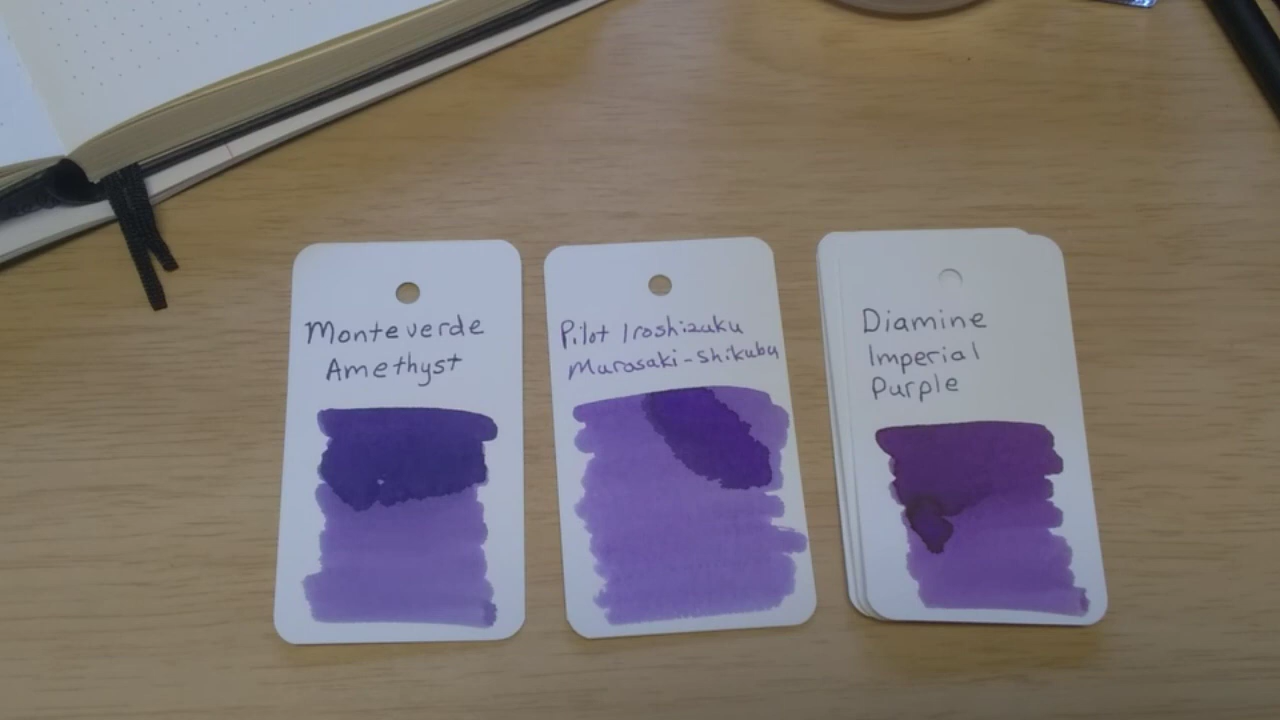 Monteverde
Amethyst
Pilot Iroshizuku
Murasaki-Shikubu
Diamine
Imperial
Purple